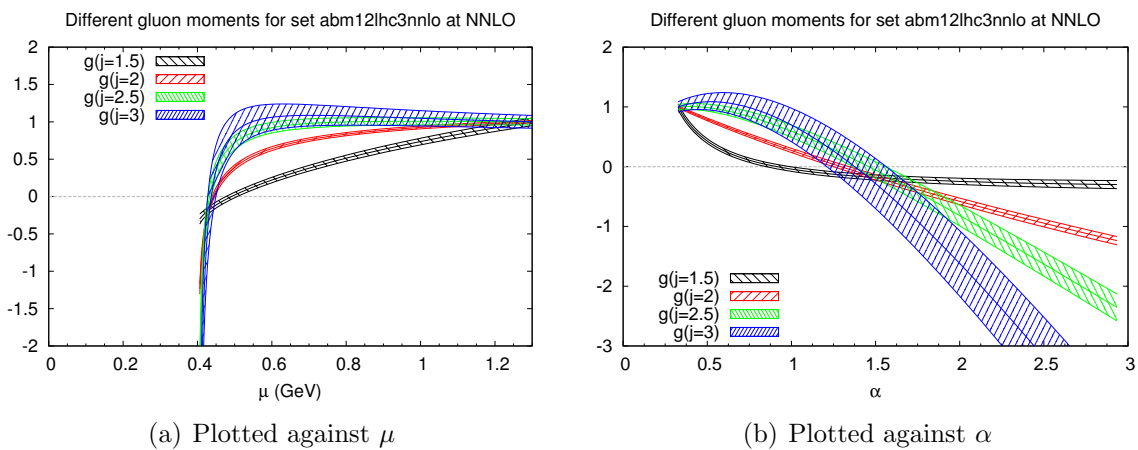 Different gluon moments for set abm12lhc3nnlo at NNLO
2
1.5
1
0.5
0
-0.5
-1
-1.5
-2
g(j=1.5)
g(j=2)
g(j=2.5)
g(j=3)
0 0.2 0.4 0.6 0.8 1 1.2
μ (GeV)
(a) Plotted against μ
Different gluon moments for set abm12lhc3nnlo at NNLO
2
1
0
-1
-2
-3
g(j=1.5)
g(j=2)
g(j=2.5)
g(j=3)
0 0.5 1 1.5 2 2.5 3
α
(b) Plotted against α